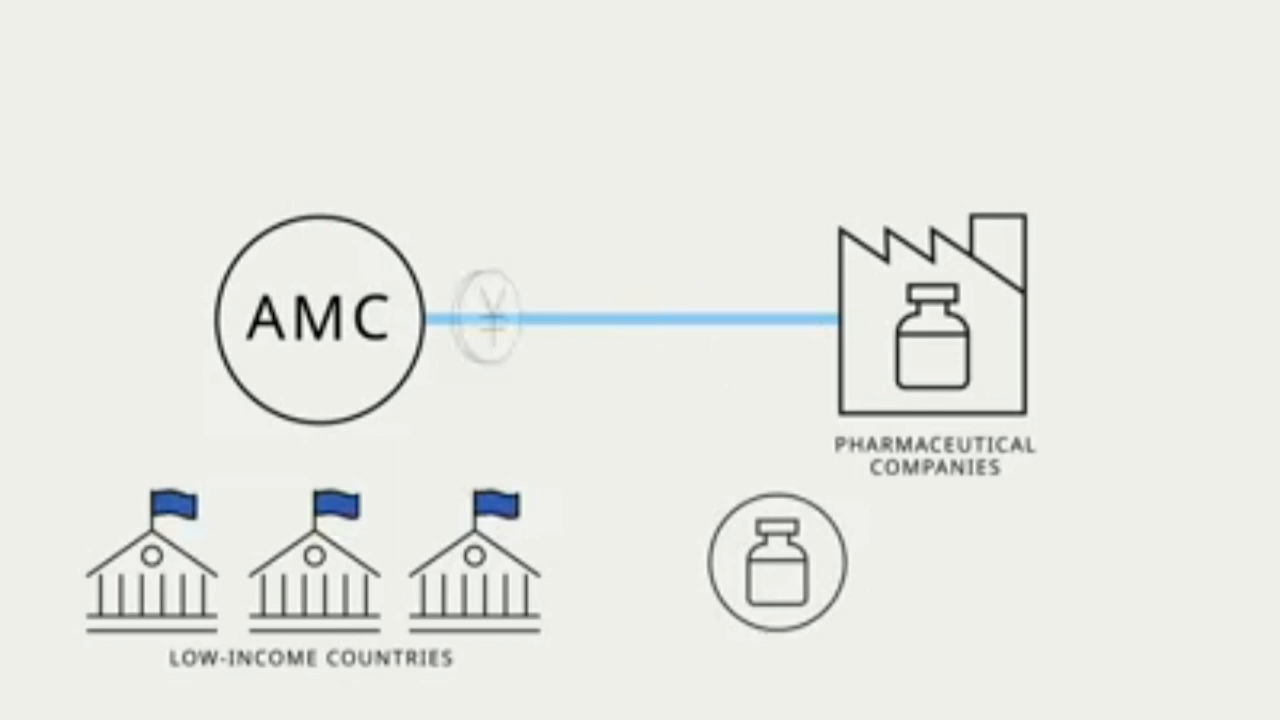 AMC
¥
PHARMACEUTICAL
COMPANIES
LOW-INCOME COUNTRIES